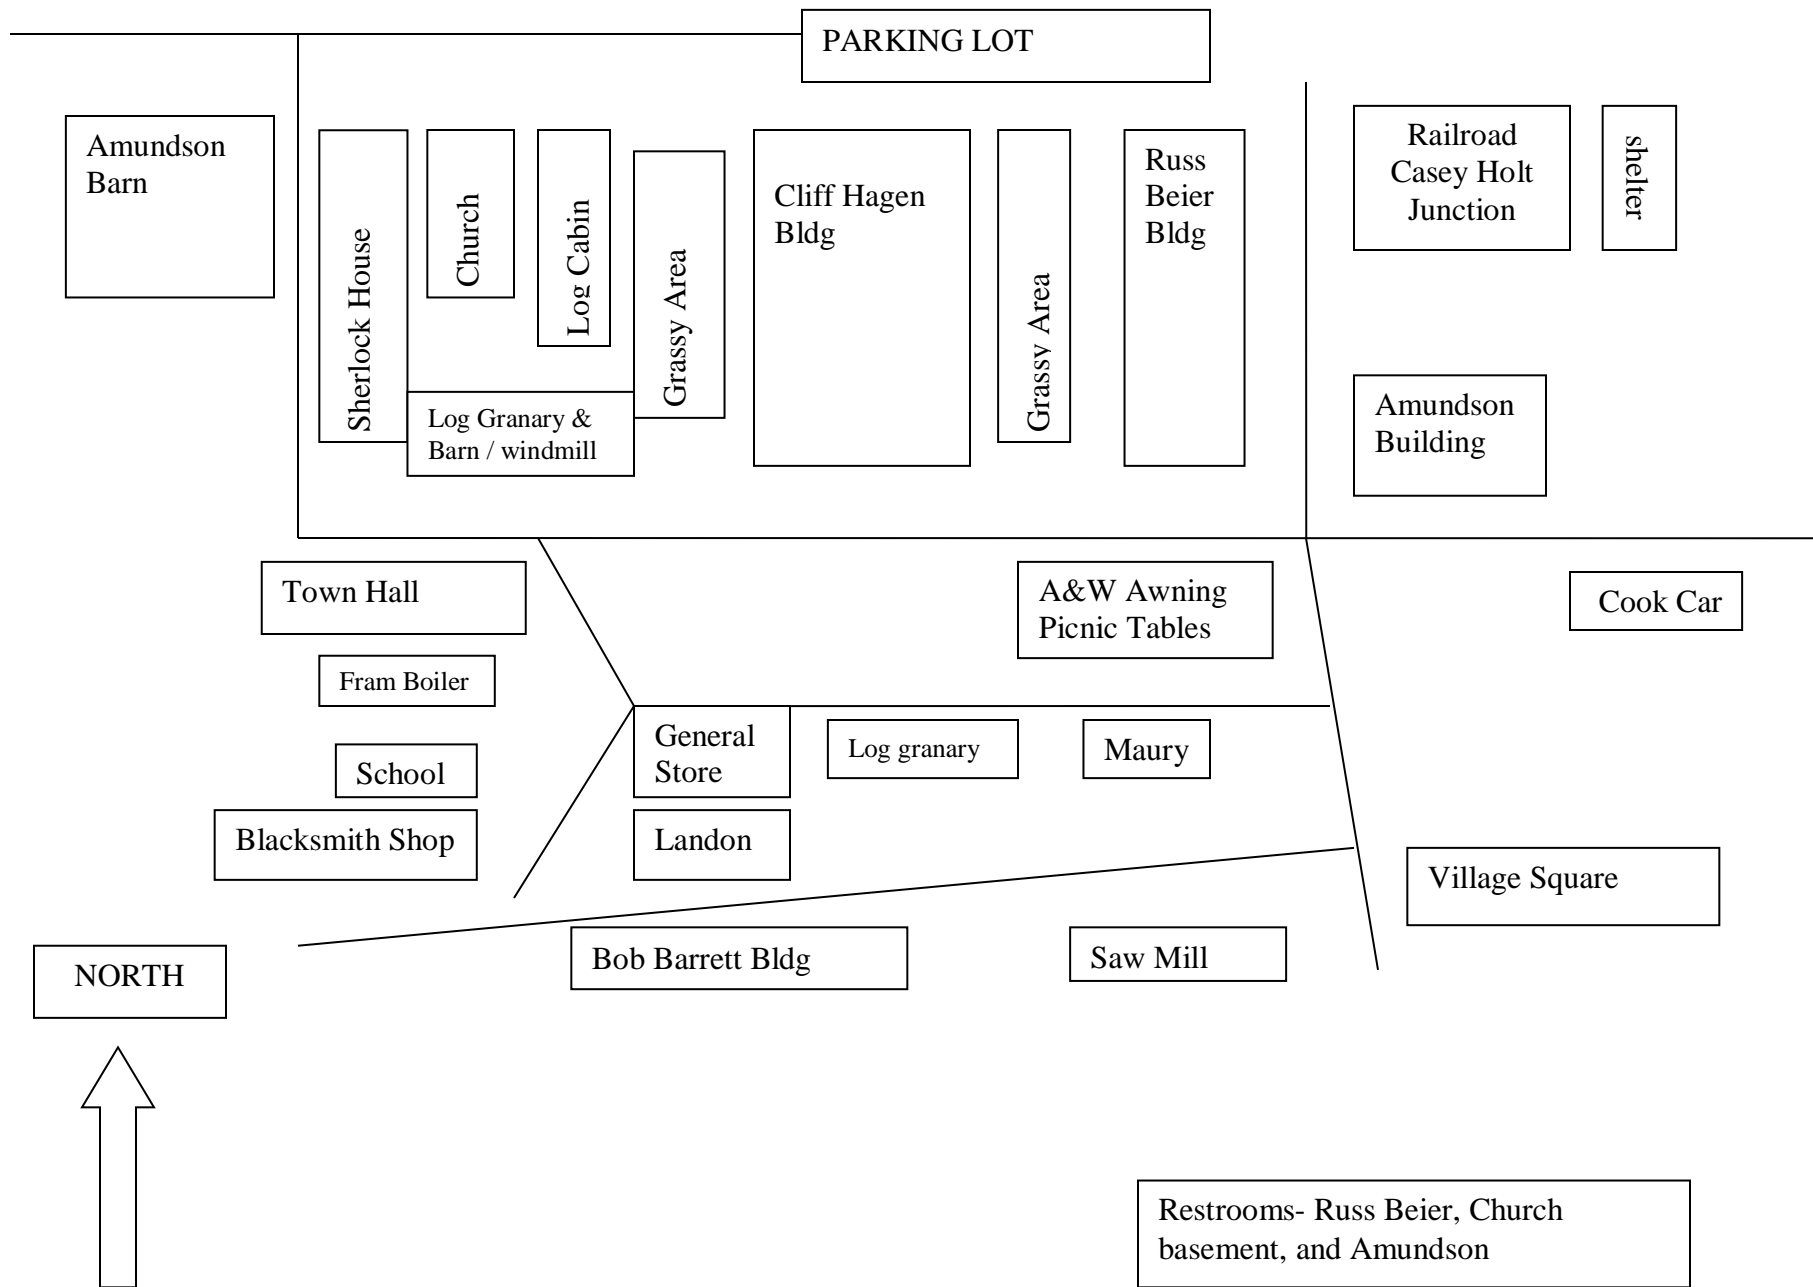 PARKING LOT
Amundson
Barn
Sherlock House
Church
Log Cabin
Grassy Area
Cliff Hagen
Bldg
Grassy Area
Russ
Beier
Bldg
Railroad
Casey Holt
Junction
shelter
Log Granary &
Barn / windmill
Amundson
Building
Town Hall
A&W Awning
Picnic Tables
Cook Car
Fram Boiler
General
Store
Log granary
Maury
School
Blacksmith Shop
Landon
Village Square
Bob Barrett Bldg
Saw Mill
NORTH
Restrooms- Russ Beier, Church
basement, and Amundson